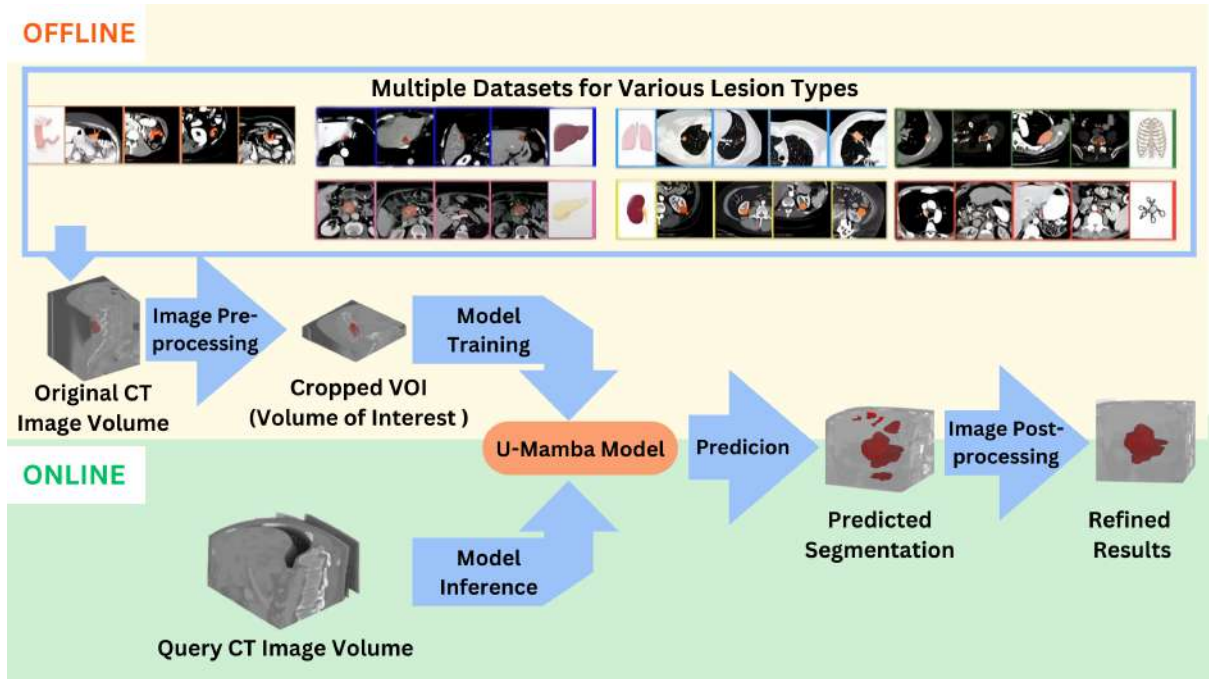 OFFLINE
Multiple Datasets for Various Lesion Types
Image Pre-
processing
Model
Training
Original CT
Image Volume
Cropped VOI
(Volume of Interest )
U-Mamba Model
Predicion
Image Post-
processing
ONLINE
Predicted
Segmentation
Refined
Results
Model
Inference
Query CT Image Volume